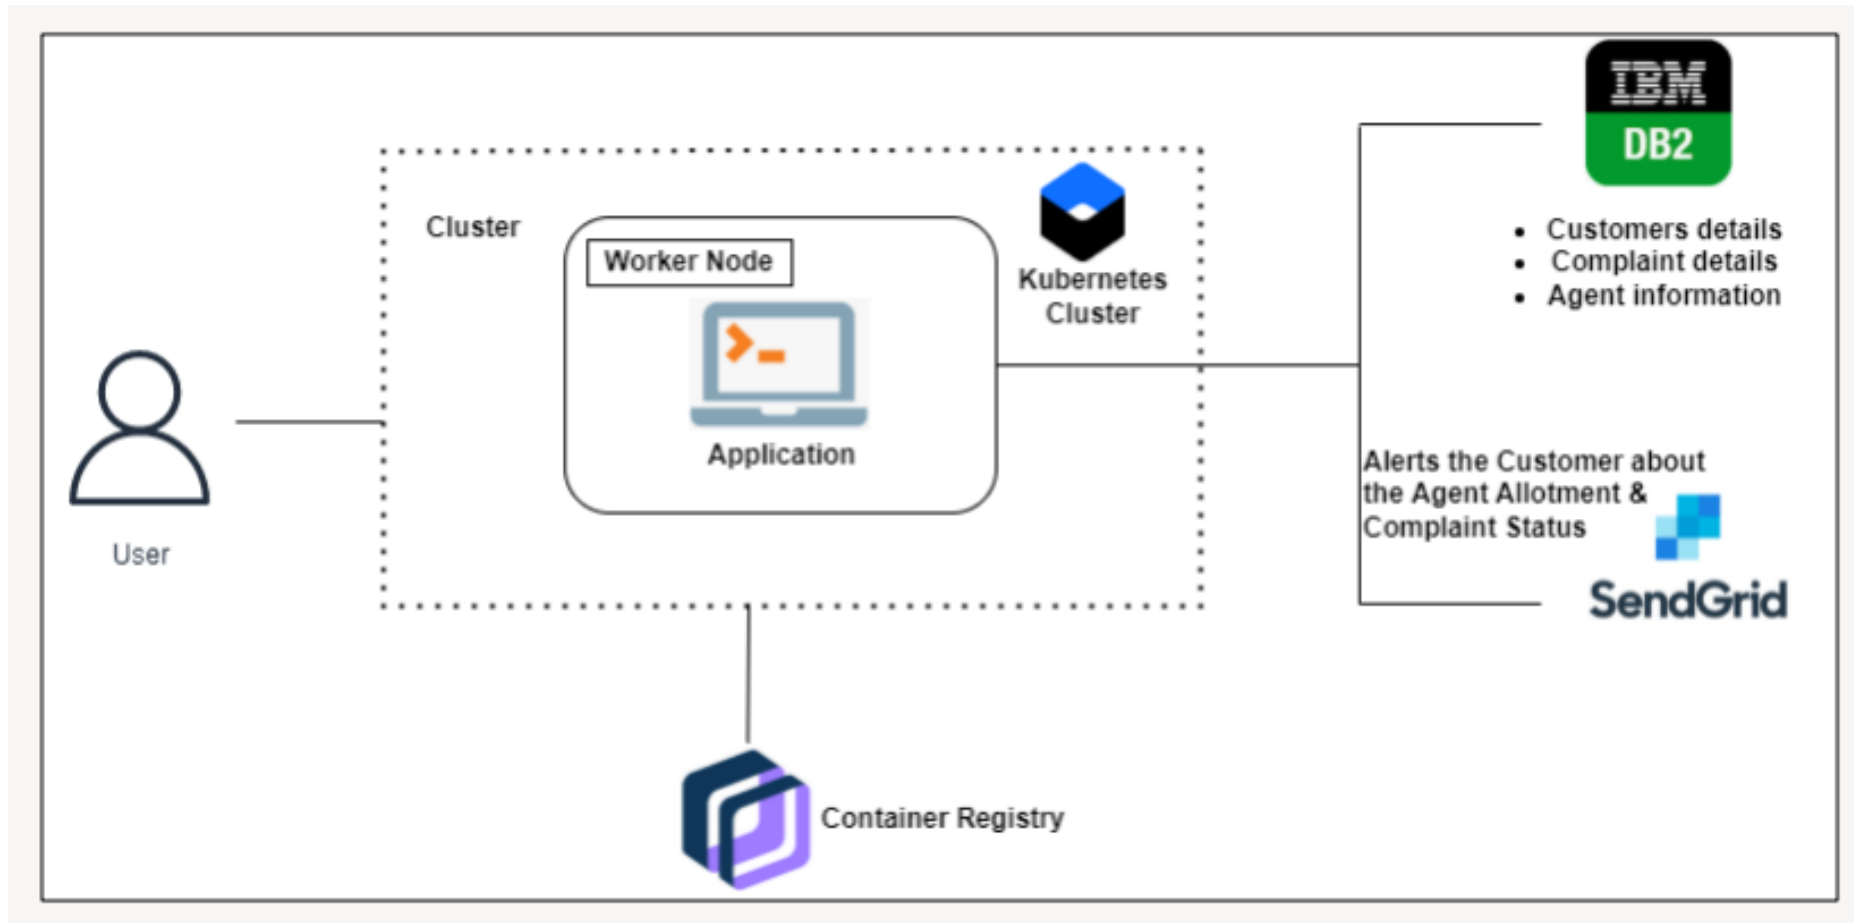 IBM
DB2
Cluster
Worker Node
Kubernetes
Cluster
Customers details
Complaint details
Agent information
Application
Alerts the Customer about
the Agent Allotment &
Complaint Status
User
SendGrid
Container Registry